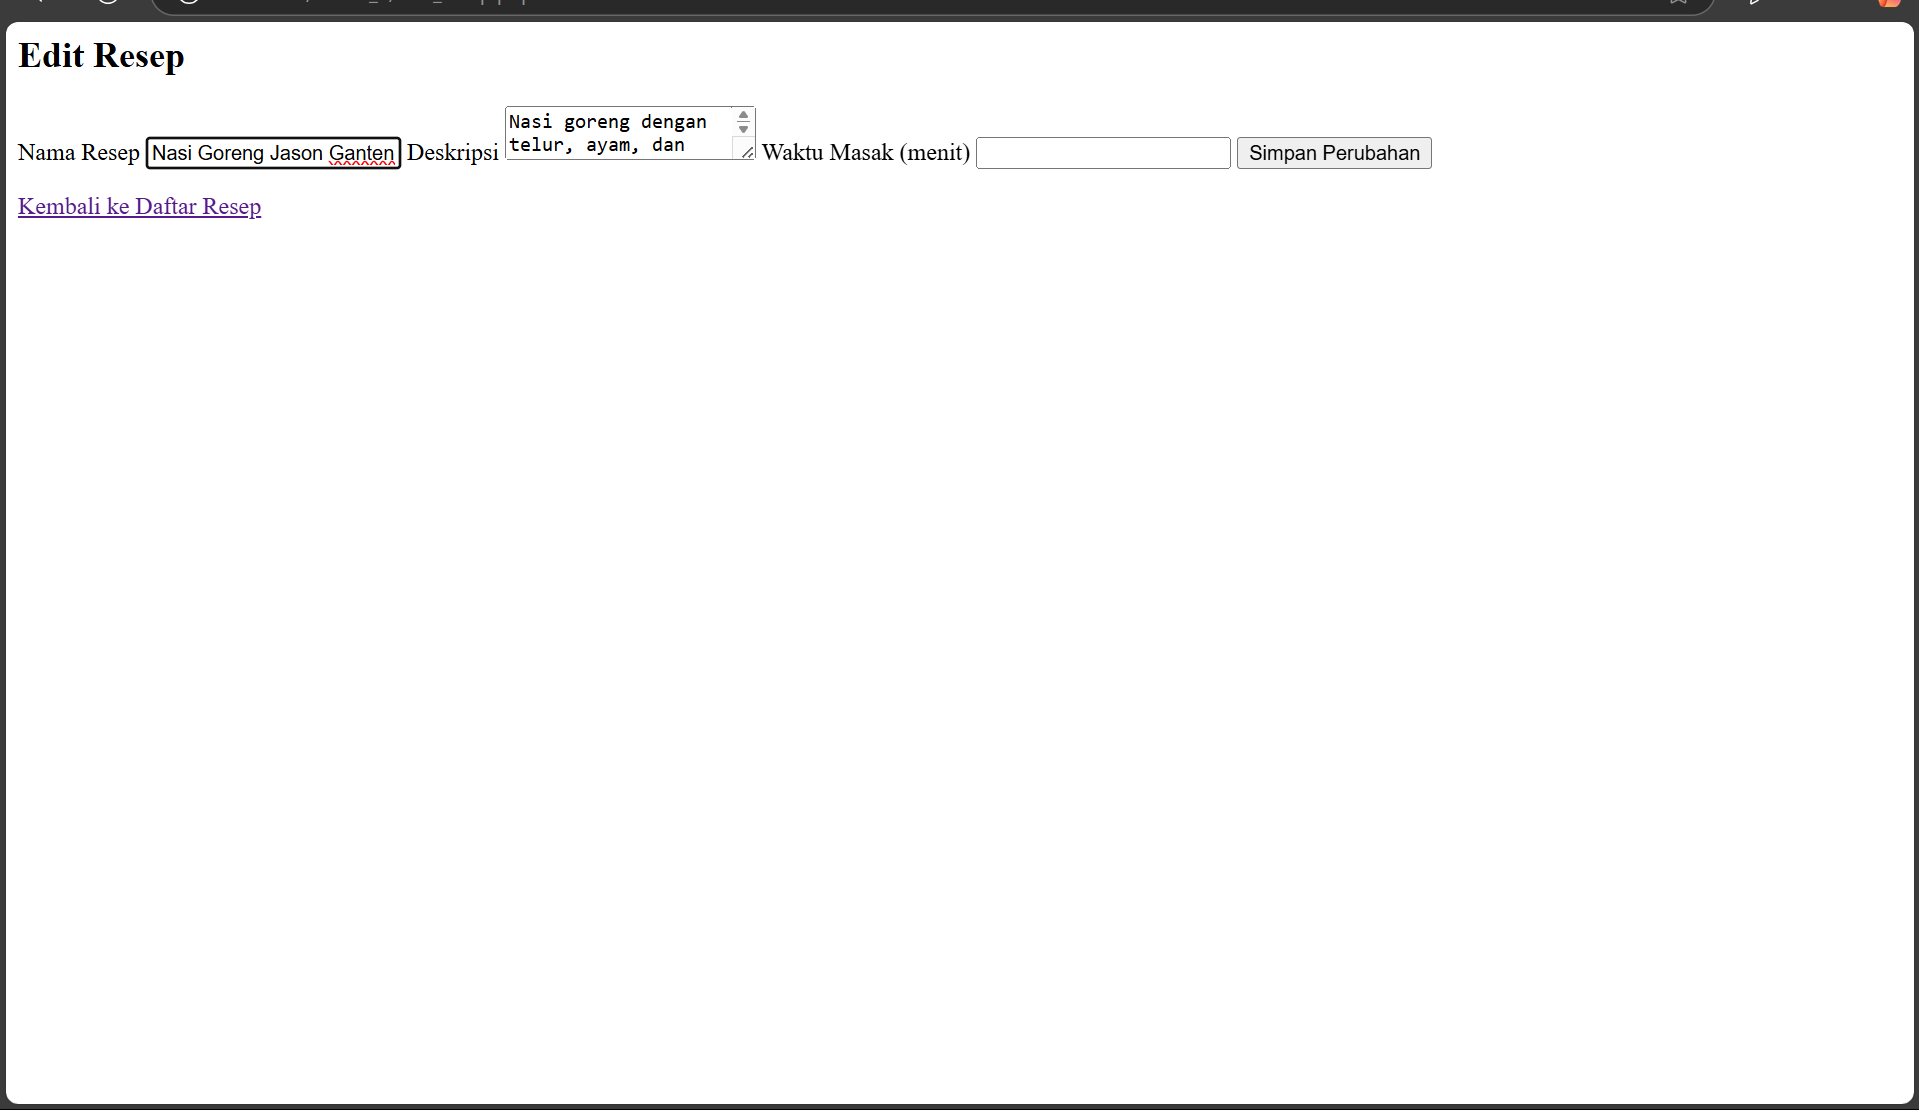 Edit Resep
Nasi goreng dengan
telur, ayam, dan
Nama Resep Nasi Goreng Jason Ganten Deskripsi Waktu Masak (menit) Simpan Perubahan
Kembali ke Daftar Resep